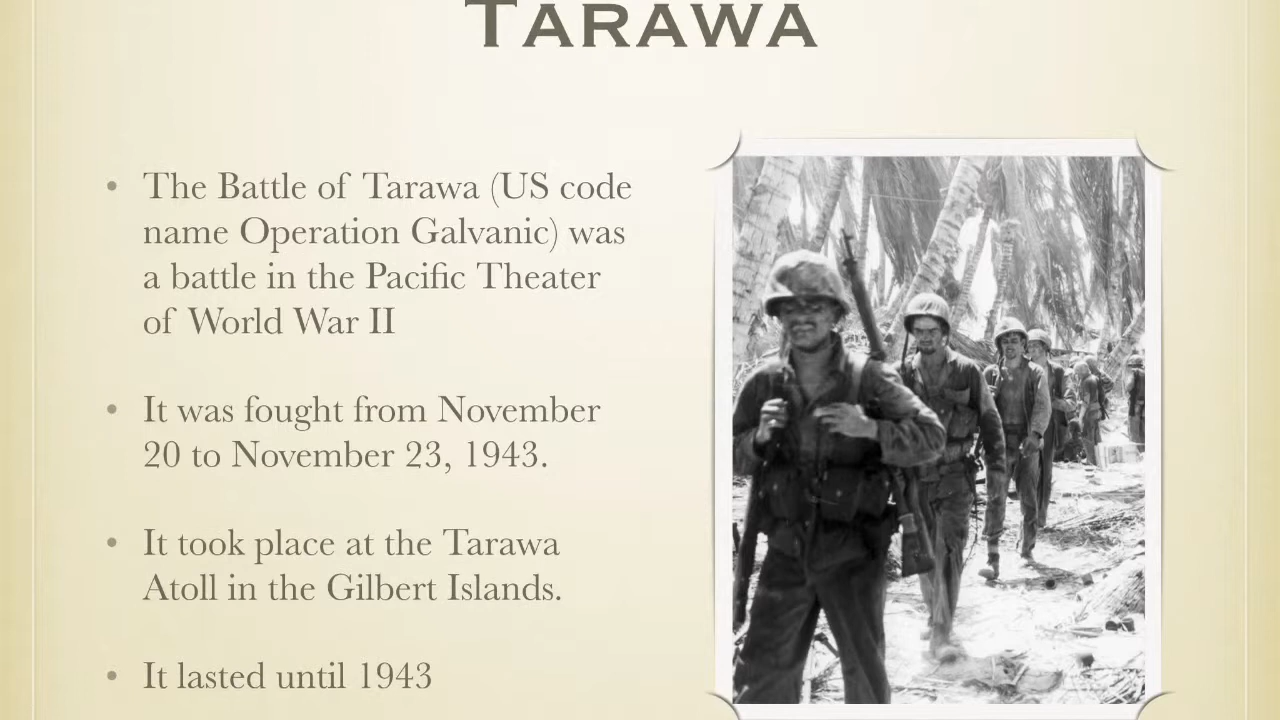 TARAWA
• The Battle of Tarawa (US code
name Operation Galvanic) was
a battle in the Pacific Theater
of World War II
• It was fought from November
20 to November 23, 1943.
• It took place at the Tarawa
Atoll in the Gilbert Islands.
• It lasted until 1943